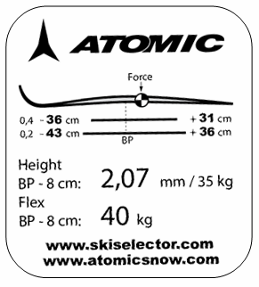 ATOMIC
Force
0,4 - 36 cm + 31 cm
0,2 - 43 cm + 36 cm
BP
Height
BP - 8 cm: 2,07 mm / 35 kg
Flex
BP - 8 cm: 40 kg
www.skiselector.com
www.atomicsnow.com